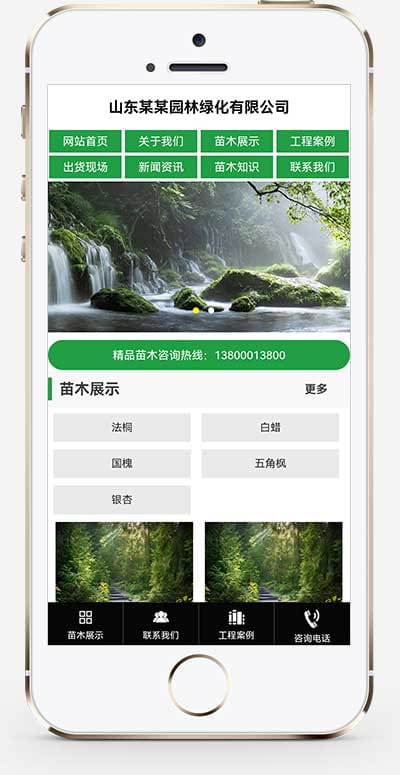 山东某某园林绿化有限公司
网站首页 关于我们 苗木展示 工程案例
出货现场 新闻资讯 苗木知识 联系我们
精品苗木咨询热线：13800013800
苗木展示 更多
法桐 白蜡
国槐 五角枫
银杏
苗木展示 联系我们 工程案例 咨询电话